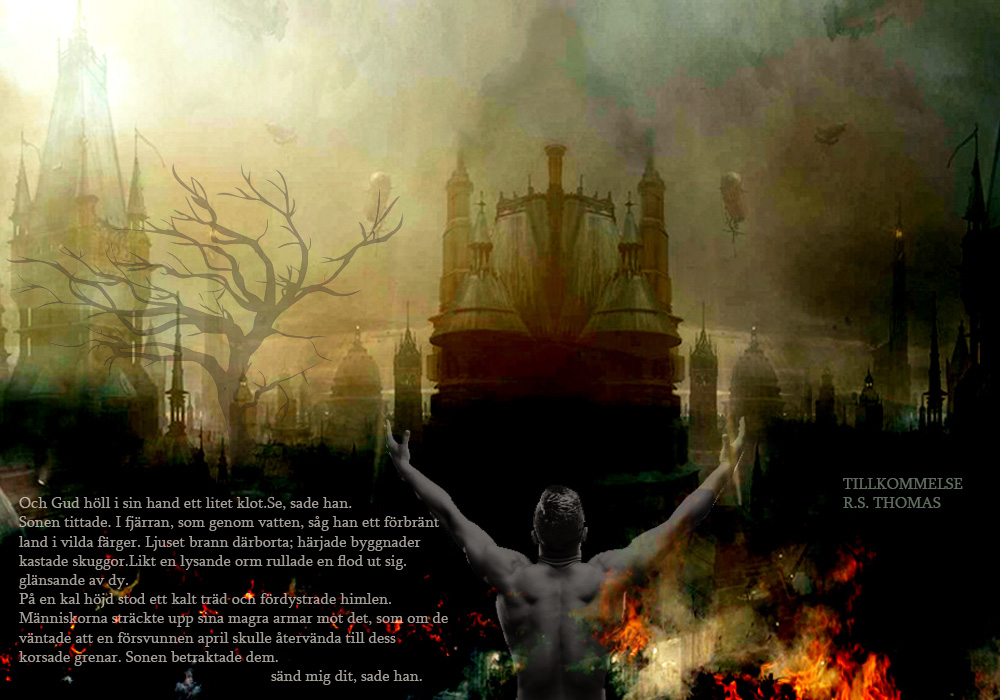 Och Gud höll i sin hand ett litet klot.Se, sade han.
Sonen tittade. I fjärran, som genom vatten, såg han ett förbränt
land i vilda färger. Ljuset brann därborta; härjade byggnader
kastade skuggor.Likt en lysande orm rullade en flod ut sig.
glänsande av dy.
På en kal höjd stod ett kalt träd och fördystrade himlen.
Människorna sträckte upp sina magra armar mot det, som om de
väntade att en försvunnen april skulle återvända till dess
korsade grenar. Sonen betraktade dem.
sänd mig dit, sade han.
TILLKOMMELSE
R.S. THOMAS